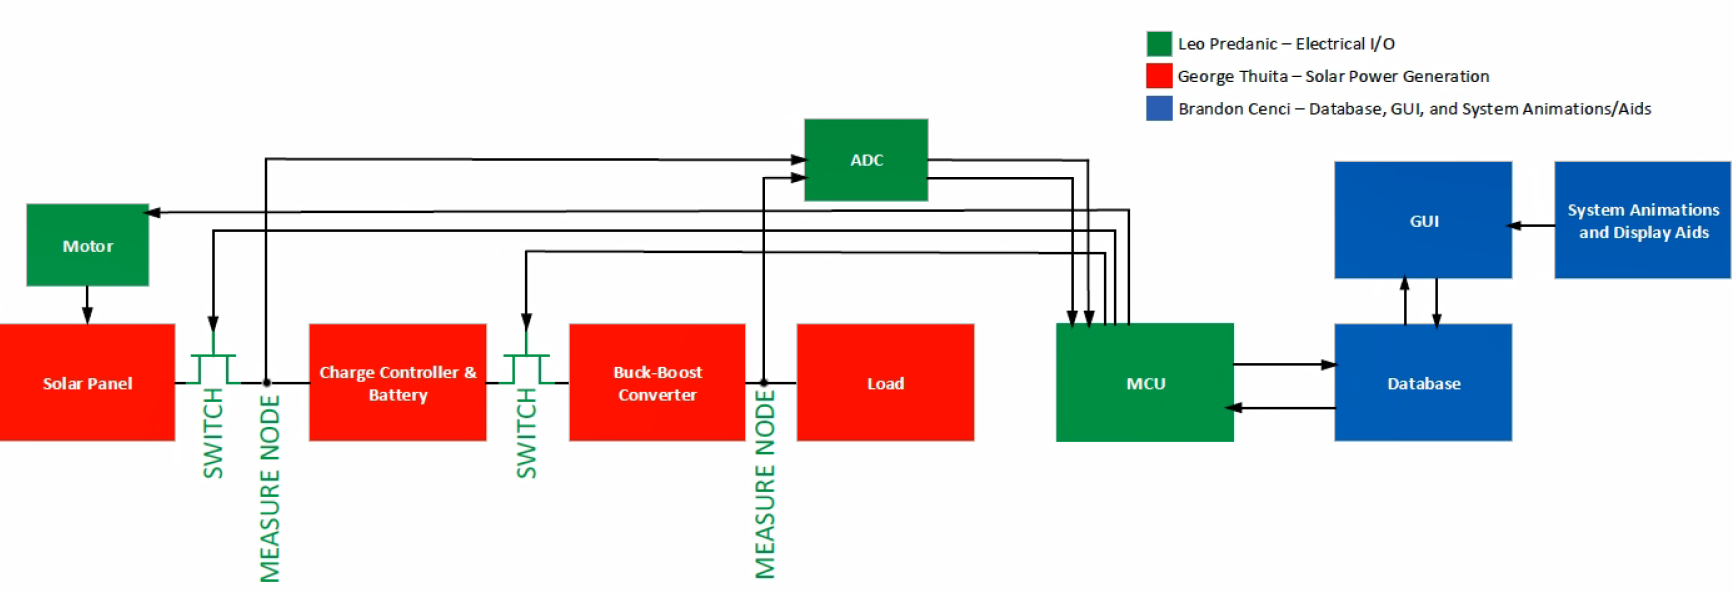 Leo Predanic – Electrical I/O
George Thuita – Solar Power Generation
Brandon Cenci – Database, GUI, and System Animations/Aids
ADC
Motor
GUI
System Animations
and Display Aids
Solar Panel
SWITCH
MEASURE NODE
Charge Controller &
Battery
SWITCH
Buck-Boost
Converter
MEASURE NODE
Load
MCU
Database